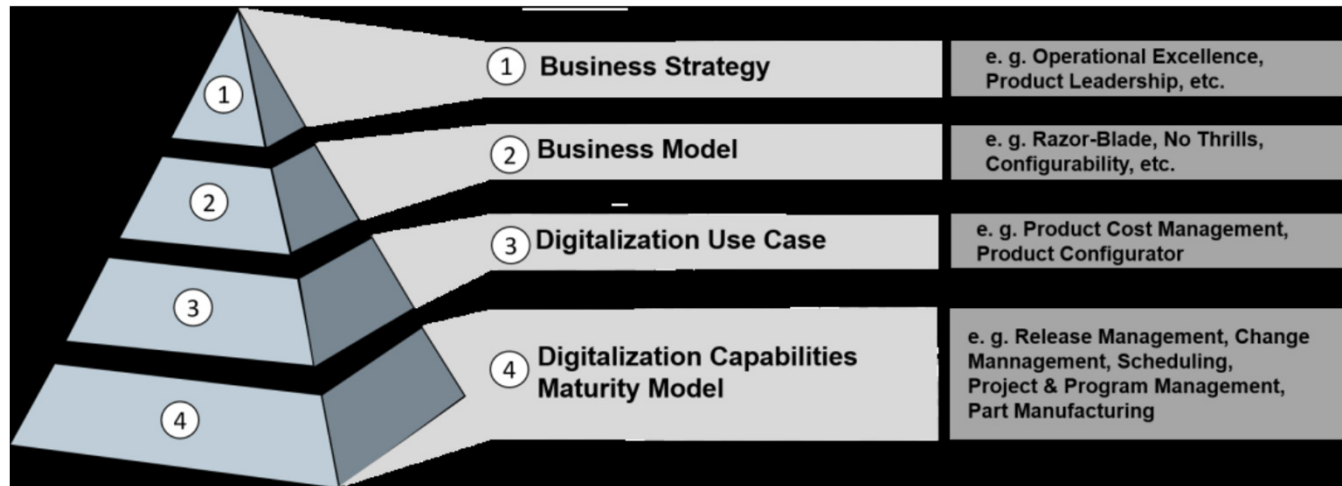 1
2
3
4
1 Business Strategy
e. g. Operational Excellence,
Product Leadership, etc.
2 Business Model
e. g. Razor-Blade, No Thrills,
Configurability, etc.
3 Digitalization Use Case
e. g. Product Cost Management,
Product Configurator
4 Digitalization Capabilities
Maturity Model
e. g. Release Management, Change
Mannagement, Scheduling,
Project & Program Management,
Part Manufacturing